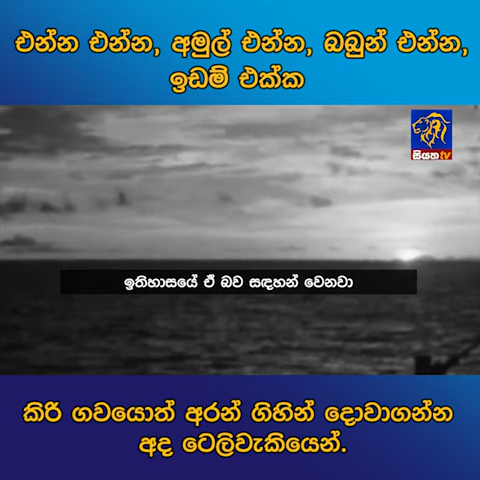 එන්න එන්න, අමුල් එන්න, බබුන් එන්න,
ඉඩම් එක්ක
සියත tv
ඉතිහාසයේ ඒ බව සඳහන් වෙනවා
කිරි ගවයොත් අරන් ගිහින් දොවාගන්න
අද ටෙලිවැකියෙන්.